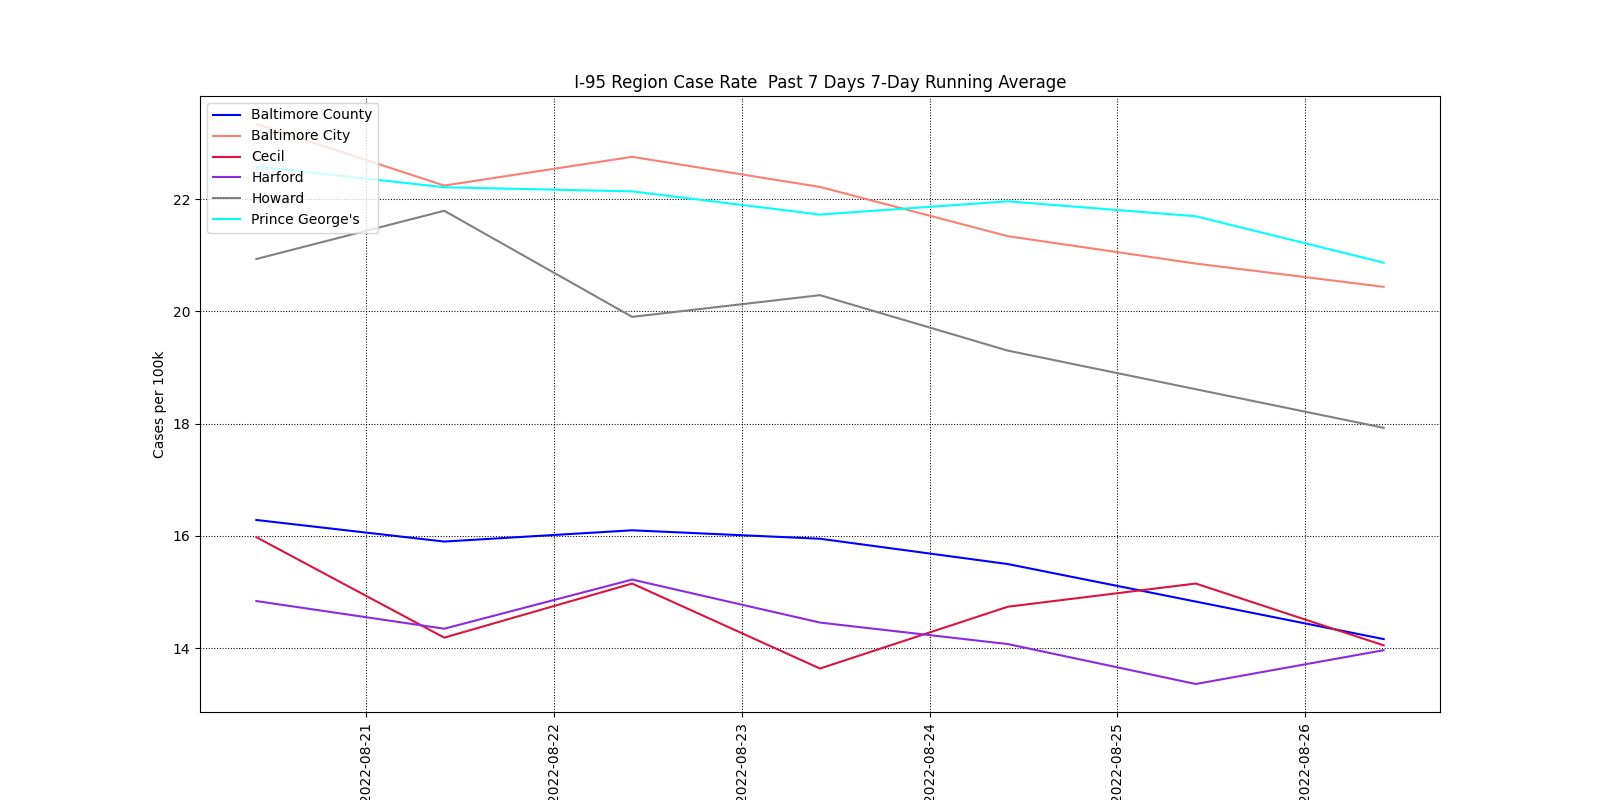 I-95 Region Case Rate  Past 7 Days 7-Day Running Average
Baltimore County
Baltimore City
Cecil
Harford
Howard
Prince George's
22
20
18
16
14
Cases per 100k
2022-08-21
2022-08-22
2022-08-23
2022-08-24
2022-08-25
2022-08-26